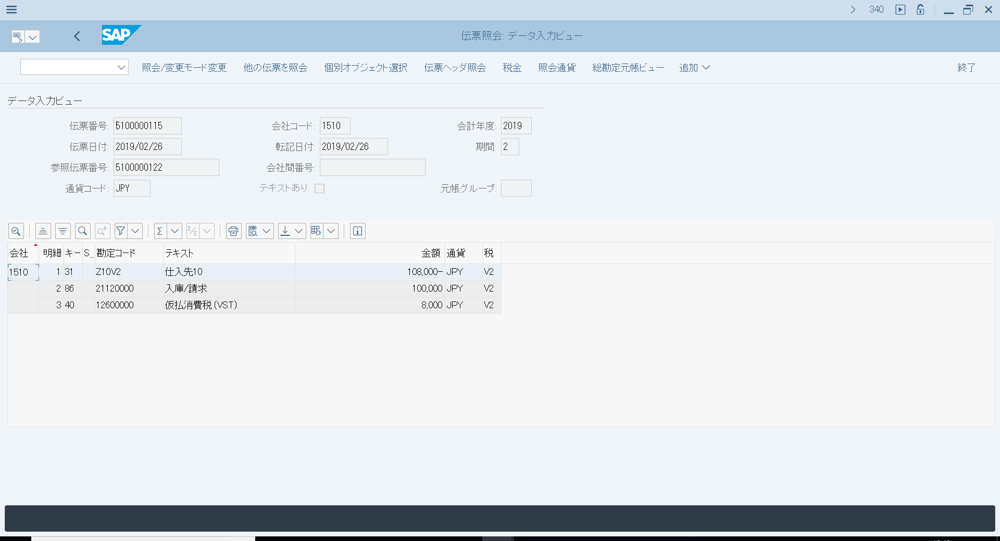 340
SAP 伝票照会: データ入力ビュー
照会/変更モード変更 他の伝票を照会 個別オブジェクト選択 伝票ヘッダ照会 税金 照会通貨 総勘定元帳ビュー 追加 終了
データ入力ビュー
伝票番号: 5100000115 会社コード: 1510 会計年度: 2019
伝票日付: 2019/02/26 転記日付: 2019/02/26 期間: 2
参照伝票番号: 5100000122 会社間番号:
通貨コード: JPY テキストあり: 元帳グループ:
会社 明細 キー S... 勘定コード テキスト 金額 通貨 税
1510 1 31 Z10V2 仕入先10 108,000- JPY V2
2 86 21120000 入庫/請求 100,000 JPY V2
3 40 12600000 仮払消費税(VST) 8,000 JPY V2